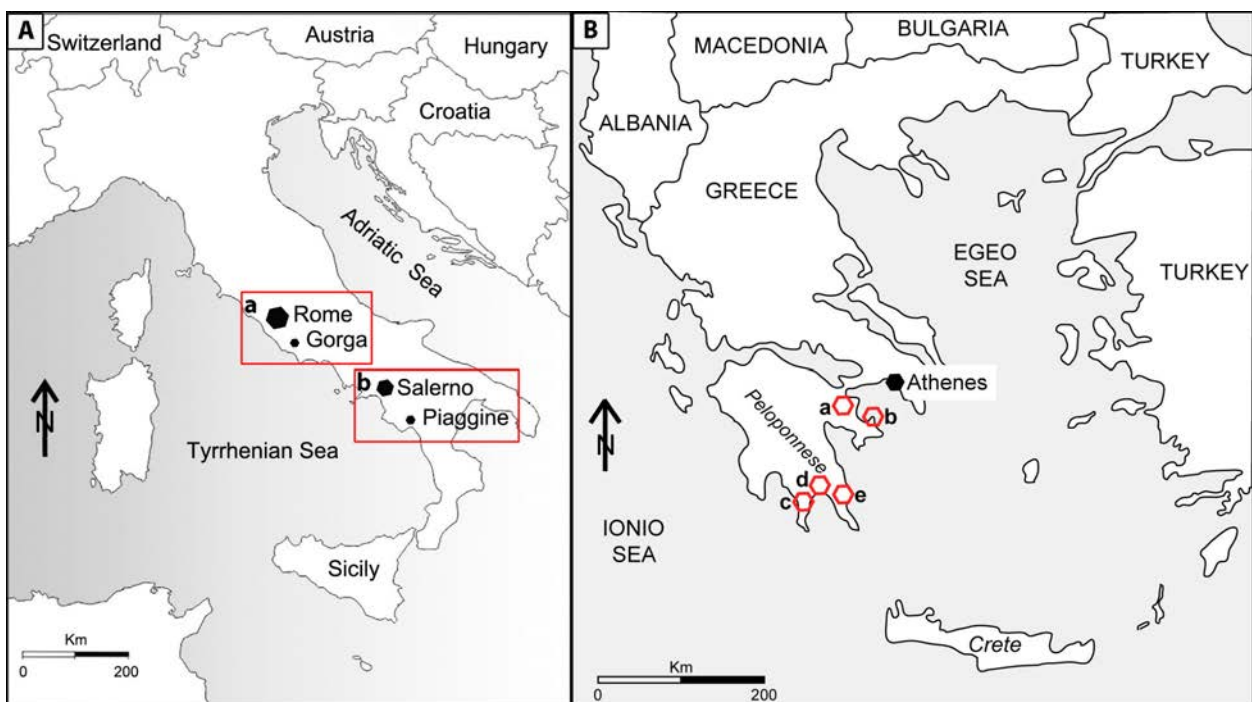 A
Switzerland
Austria
Hungary
Croatia
Adriatic Sea
a
Rome
Gorga
b
Salerno
Piaggine
N
Tyrrhenian Sea
Sicily
Km
0 200
B
MACEDONIA
BULGARIA
TURKEY
ALBANIA
GREECE
EGEO
SEA
TURKEY
Athenes
a
b
Peloponnese
N
d
c
e
IONIO
SEA
Crete
Km
0 200